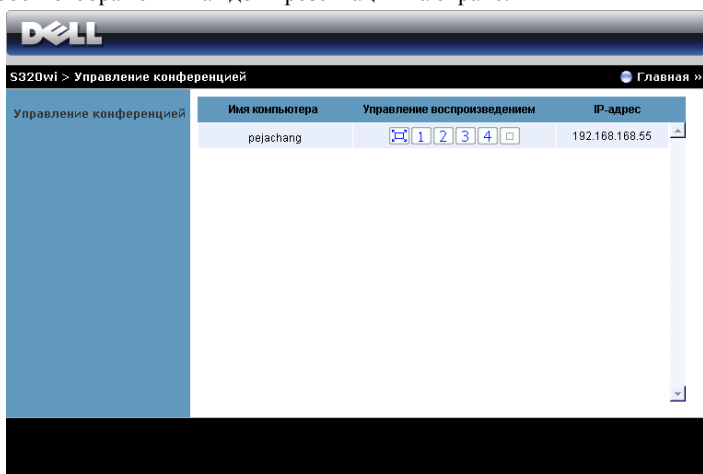 DELL
S320wi > Управление конференцией
Главная »
Управление конференцией
Имя компьютера Управление воспроизведением IP-адрес
pejachang 1 2 3 4 192.168.168.55